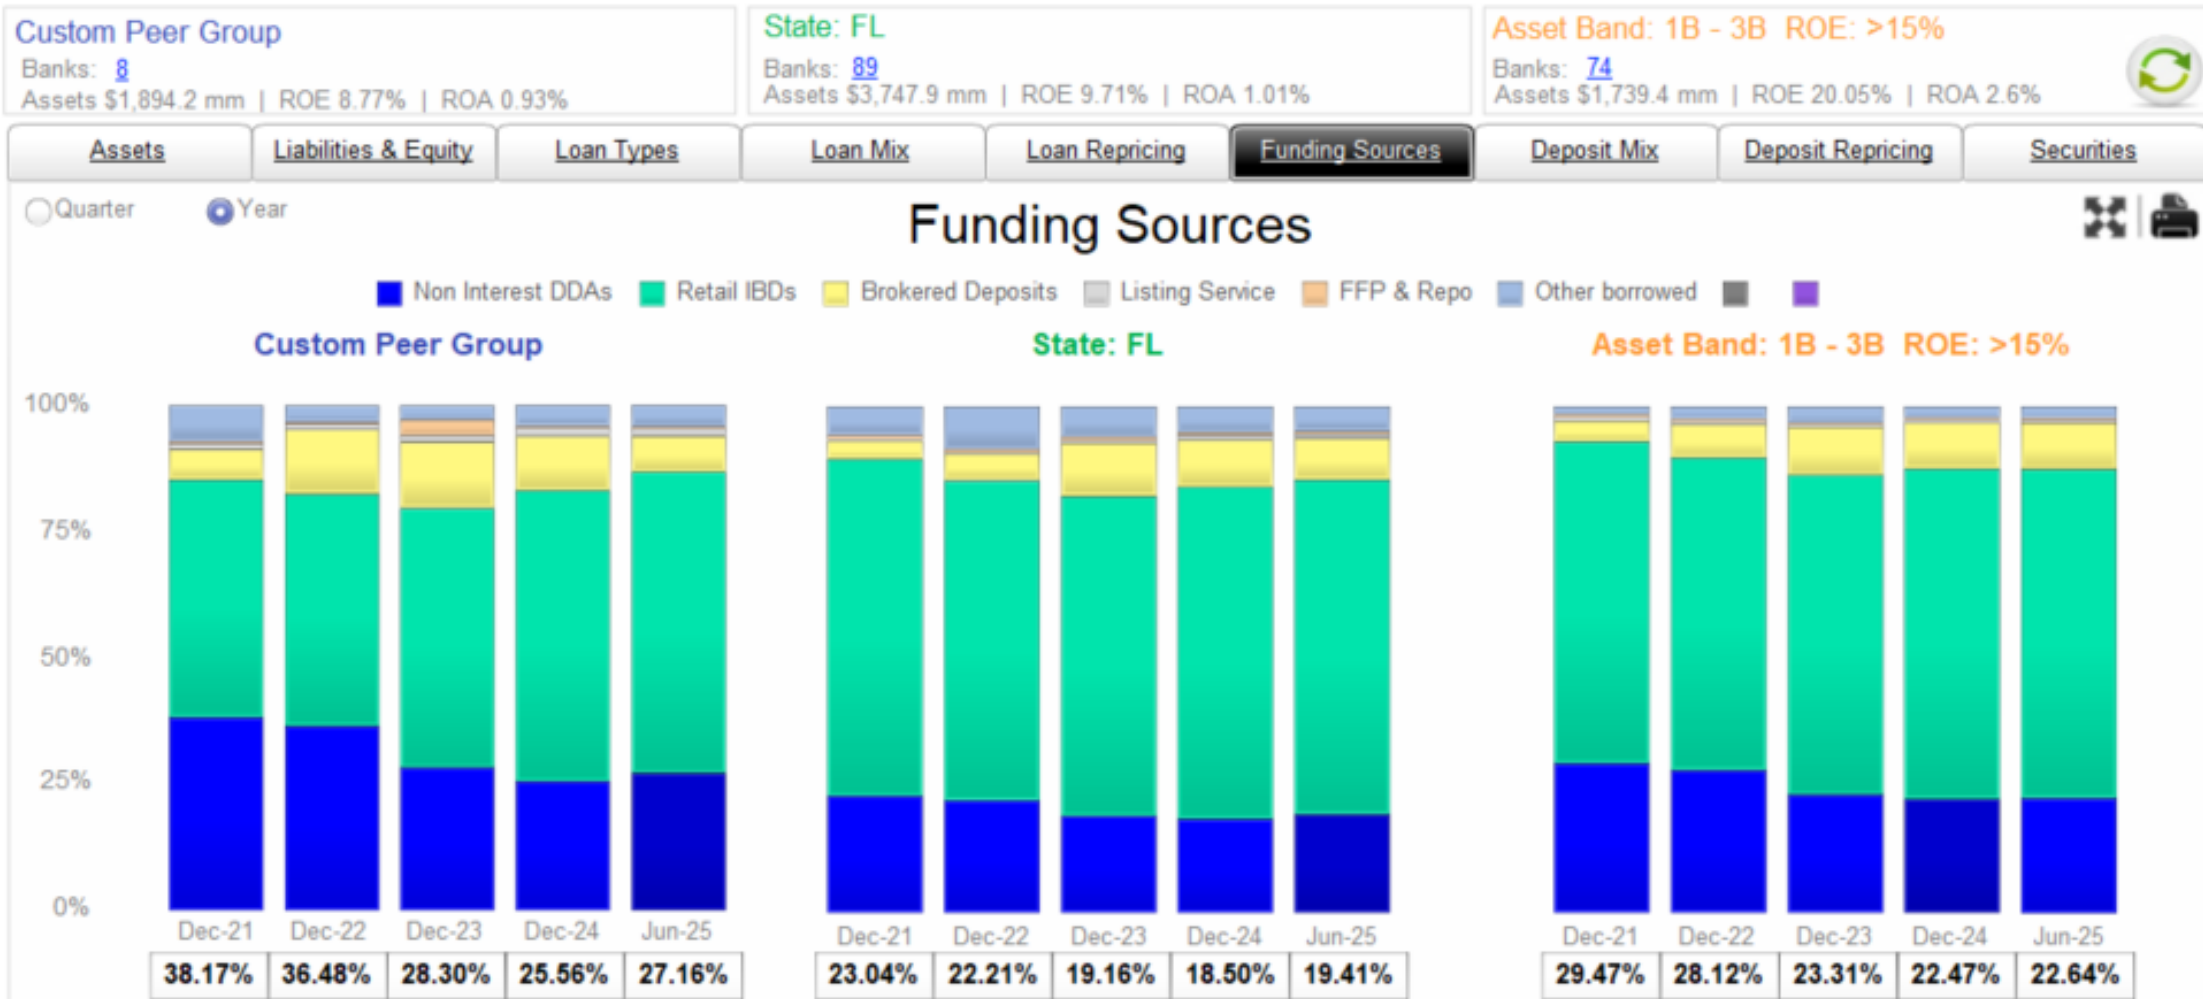 Custom Peer Group
Banks: 8
Assets $1,894.2 mm | ROE 8.77% | ROA 0.93%
State: FL
Banks: 89
Assets $3,747.9 mm | ROE 9.71% | ROA 1.01%
Asset Band: 1B - 3B ROE: >15%
Banks: 74
Assets $1,739.4 mm | ROE 20.05% | ROA 2.6%
Assets Liabilities & Equity Loan Types Loan Mix Loan Repricing Funding Sources Deposit Mix Deposit Repricing Securities
Quarter Year
Funding Sources
Non Interest DDAs Retail IBDs Brokered Deposits Listing Service FFP & Repo Other borrowed
Custom Peer Group State: FL Asset Band: 1B - 3B ROE: >15%
100%
75%
50%
25%
0%
Dec-21 Dec-22 Dec-23 Dec-24 Jun-25
38.17% 36.48% 28.30% 25.56% 27.16%
Dec-21 Dec-22 Dec-23 Dec-24 Jun-25
23.04% 22.21% 19.16% 18.50% 19.41%
Dec-21 Dec-22 Dec-23 Dec-24 Jun-25
29.47% 28.12% 23.31% 22.47% 22.64%